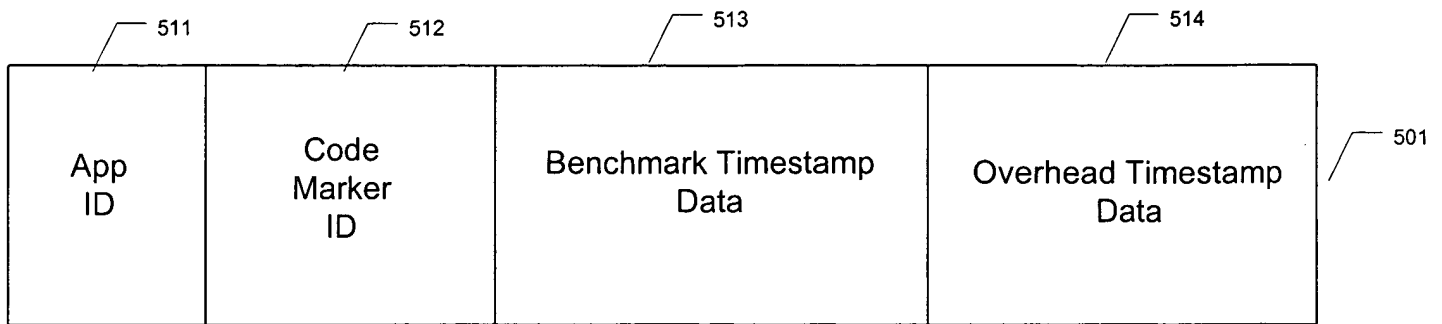 511
512
513
514
App
ID
Code
Marker
ID
Benchmark Timestamp
Data
Overhead Timestamp
Data
501